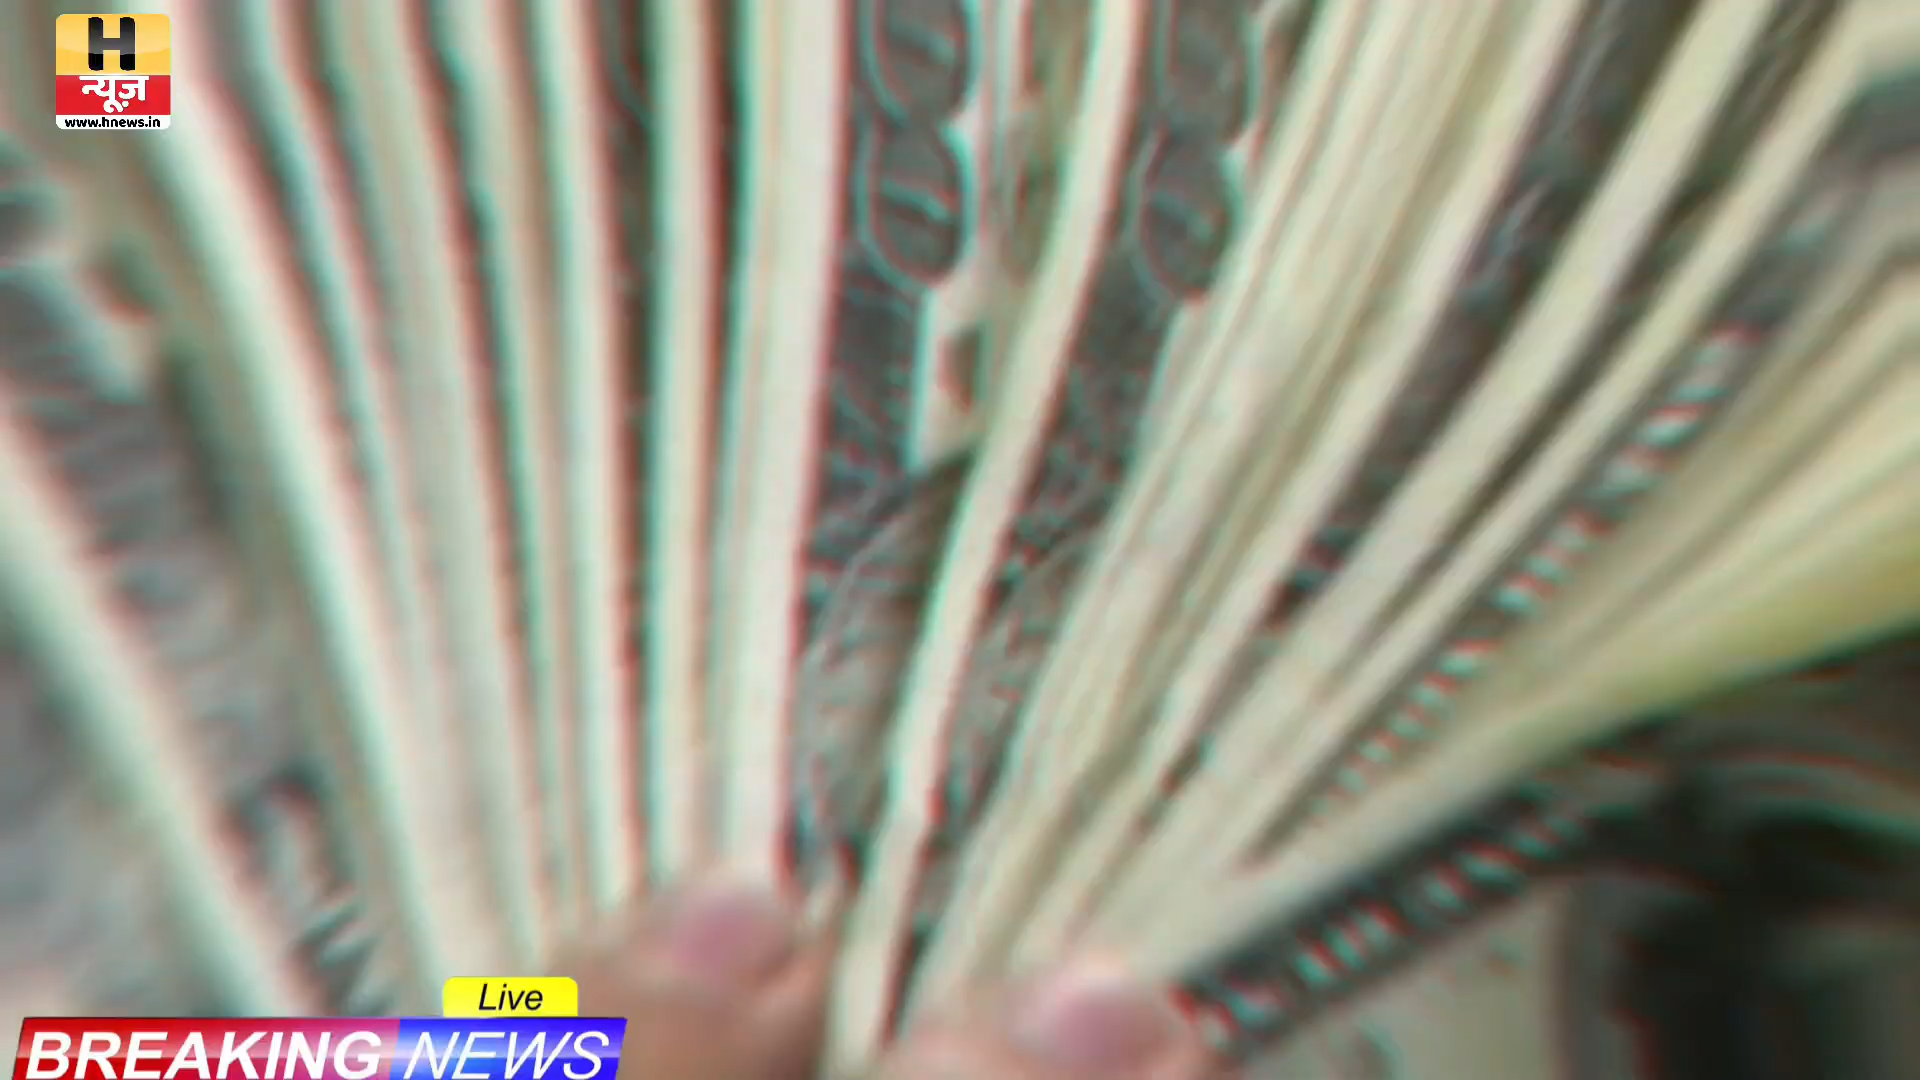 H
न्यूज़
www.hnews.in
Live
BREAKING NEWS